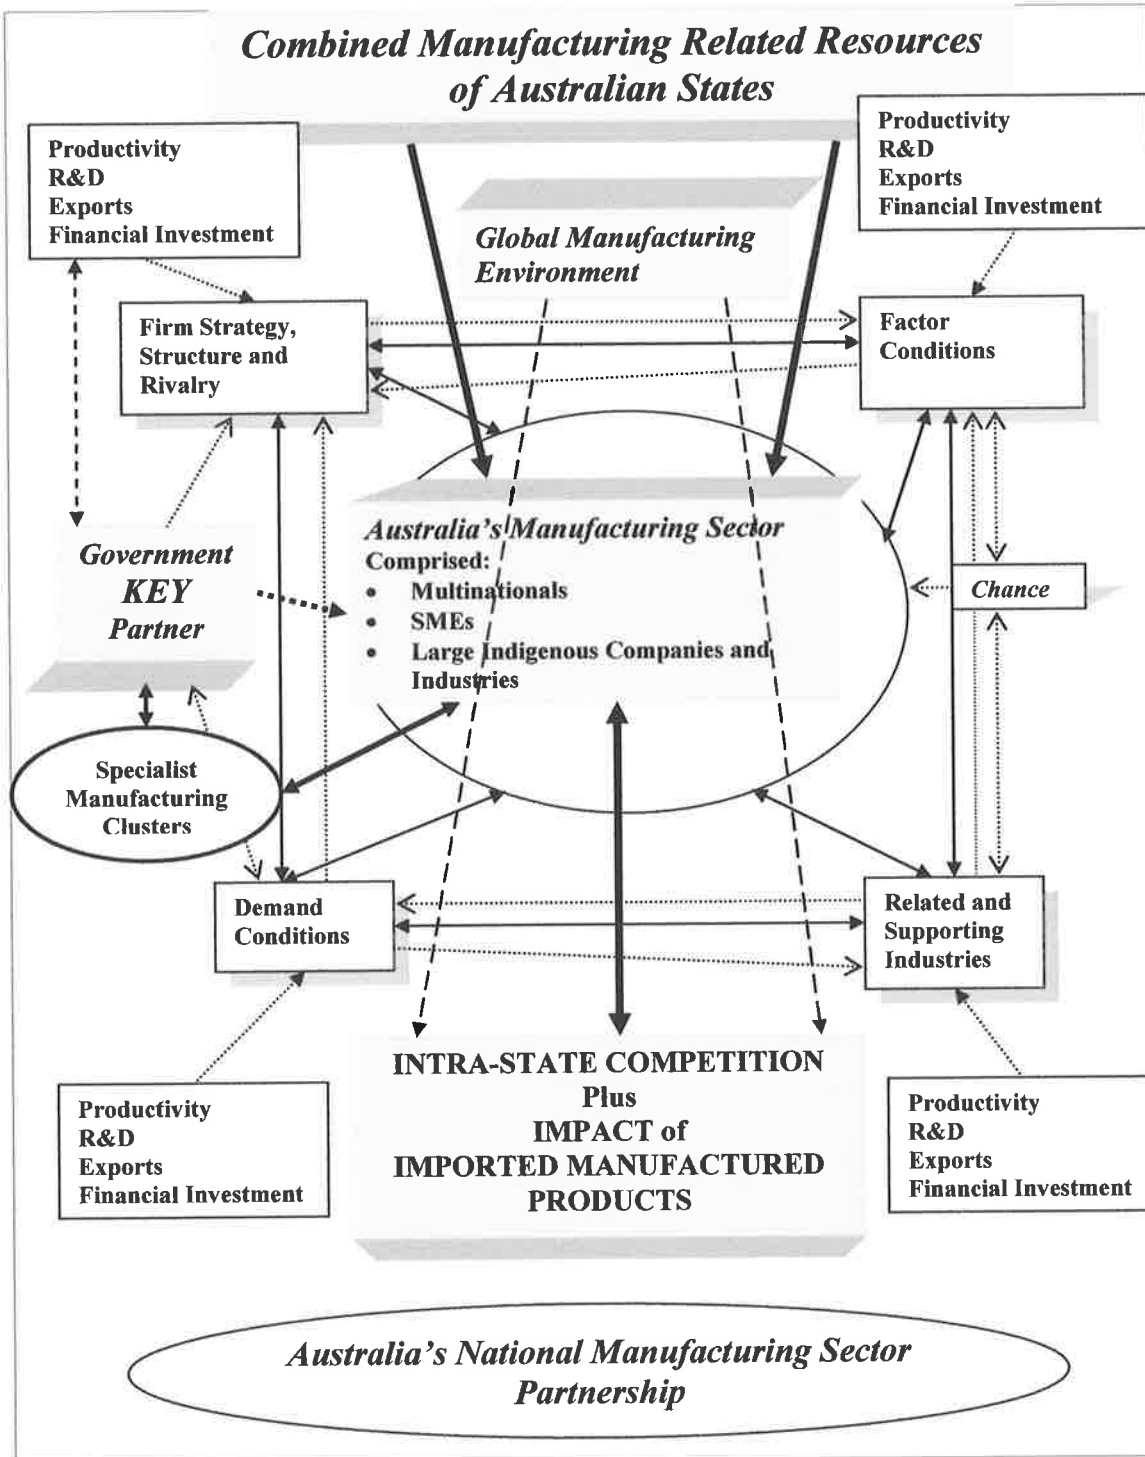 Combined Manufacturing Related Resources
of Australian States
Productivity
R&D
Exports
Financial Investment
Productivity
R&D
Exports
Financial Investment
Global Manufacturing
Environment
Firm Strategy,
Structure and
Rivalry
Factor
Conditions
Australia's Manufacturing Sector
Comprised:
• Multinationals
• SMEs
• Large Indigenous Companies and
Industries
Government
KEY
Partner
Chance
Specialist
Manufacturing
Clusters
Demand
Conditions
Related and
Supporting
Industries
INTRA-STATE COMPETITION
Plus
IMPACT of
IMPORTED MANUFACTURED
PRODUCTS
Productivity
R&D
Exports
Financial Investment
Productivity
R&D
Exports
Financial Investment
Australia's National Manufacturing Sector
Partnership